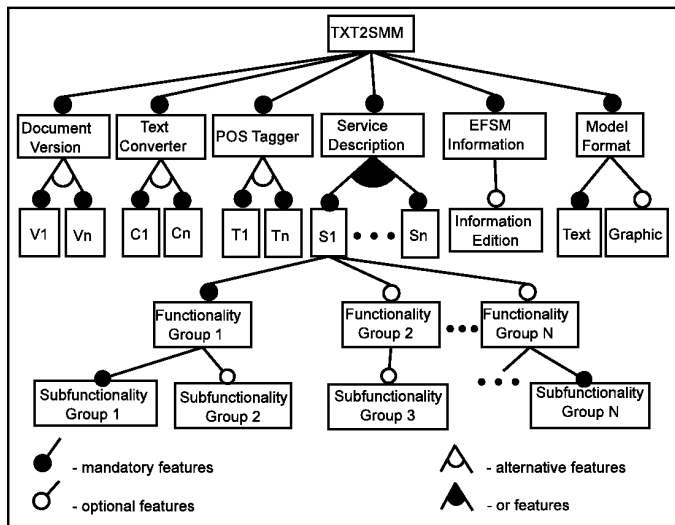 TXT2SMM
Document
Version
Text
Converter
POS Tagger
Service
Description
EFSM
Information
Model
Format
V1
Vn
C1
Cn
T1
Tn
S1
Sn
Information
Edition
Text
Graphic
Functionality
Group 1
Functionality
Group 2
Functionality
Group N
Subfunctionality
Group 1
Subfunctionality
Group 2
Subfunctionality
Group 3
Subfunctionality
Group N
- mandatory features
- alternative features
- optional features
- or features